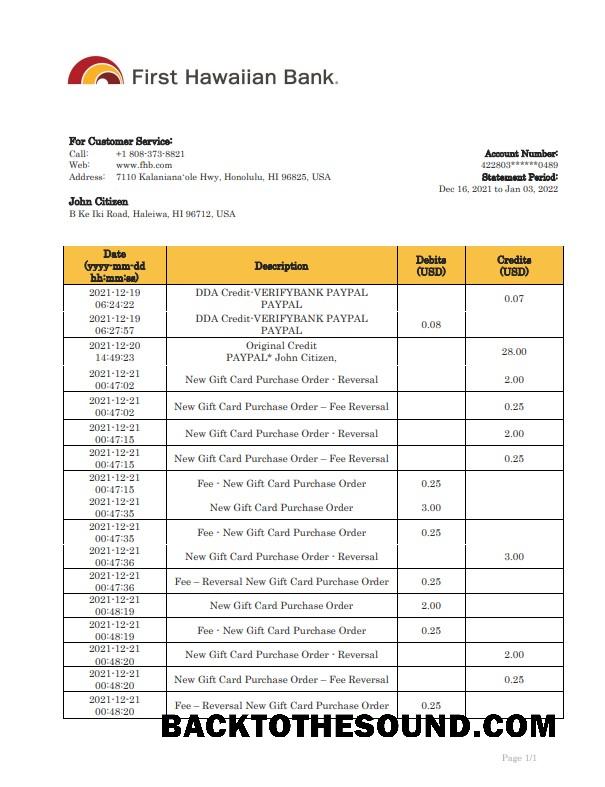 First Hawaiian Bank.
For Customer Service:
Call: +1 808-373-8821
Web: www.fhb.com
Address: 7110 Kalanianaʻole Hwy, Honolulu, HI 96825, USA
Account Number:
422803******0489
Statement Period:
Dec 16, 2021 to Jan 03, 2022
John Citizen
B Ke Iki Road, Haleiwa, HI 96712, USA
Date
(yyyy-mm-dd
hh:mm:ss)
Description
Debits
(USD)
Credits
(USD)
2021-12-19
06:24:22
DDA Credit-VERIFYBANK PAYPAL
PAYPAL
0.07
2021-12-19
06:27:57
DDA Credit-VERIFYBANK PAYPAL
PAYPAL
0.08
2021-12-20
14:49:23
Original Credit
PAYPAL* John Citizen,
28.00
2021-12-21
00:47:02
New Gift Card Purchase Order - Reversal
2.00
2021-12-21
00:47:02
New Gift Card Purchase Order – Fee Reversal
0.25
2021-12-21
00:47:15
New Gift Card Purchase Order - Reversal
2.00
2021-12-21
00:47:15
New Gift Card Purchase Order – Fee Reversal
0.25
2021-12-21
00:47:15
Fee - New Gift Card Purchase Order
0.25
2021-12-21
00:47:35
New Gift Card Purchase Order
3.00
2021-12-21
00:47:35
Fee - New Gift Card Purchase Order
0.25
2021-12-21
00:47:36
New Gift Card Purchase Order - Reversal
3.00
2021-12-21
00:47:36
Fee – Reversal New Gift Card Purchase Order
0.25
2021-12-21
00:48:19
New Gift Card Purchase Order
2.00
2021-12-21
00:48:19
Fee - New Gift Card Purchase Order
0.25
2021-12-21
00:48:20
New Gift Card Purchase Order - Reversal
2.00
2021-12-21
00:48:20
New Gift Card Purchase Order – Fee Reversal
0.25
2021-12-21
00:48:20
Fee – Reversal New Gift Card Purchase Order
0.25
BACKTOTHESOUND.COM
Page 1/1